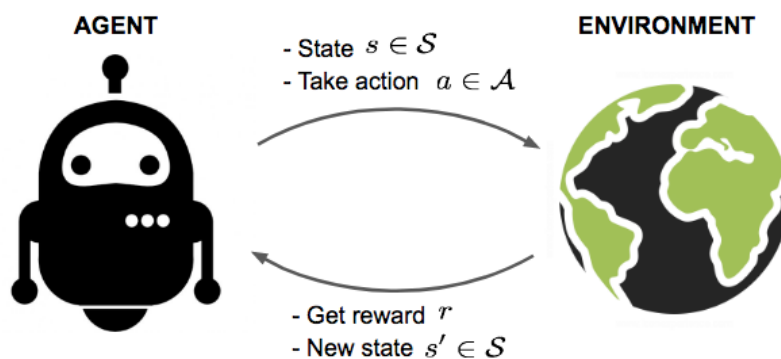 AGENT
ENVIRONMENT
- State s ∈ 𝒮
- Take action a ∈ 𝒜
- Get reward r
- New state s′ ∈ 𝒮